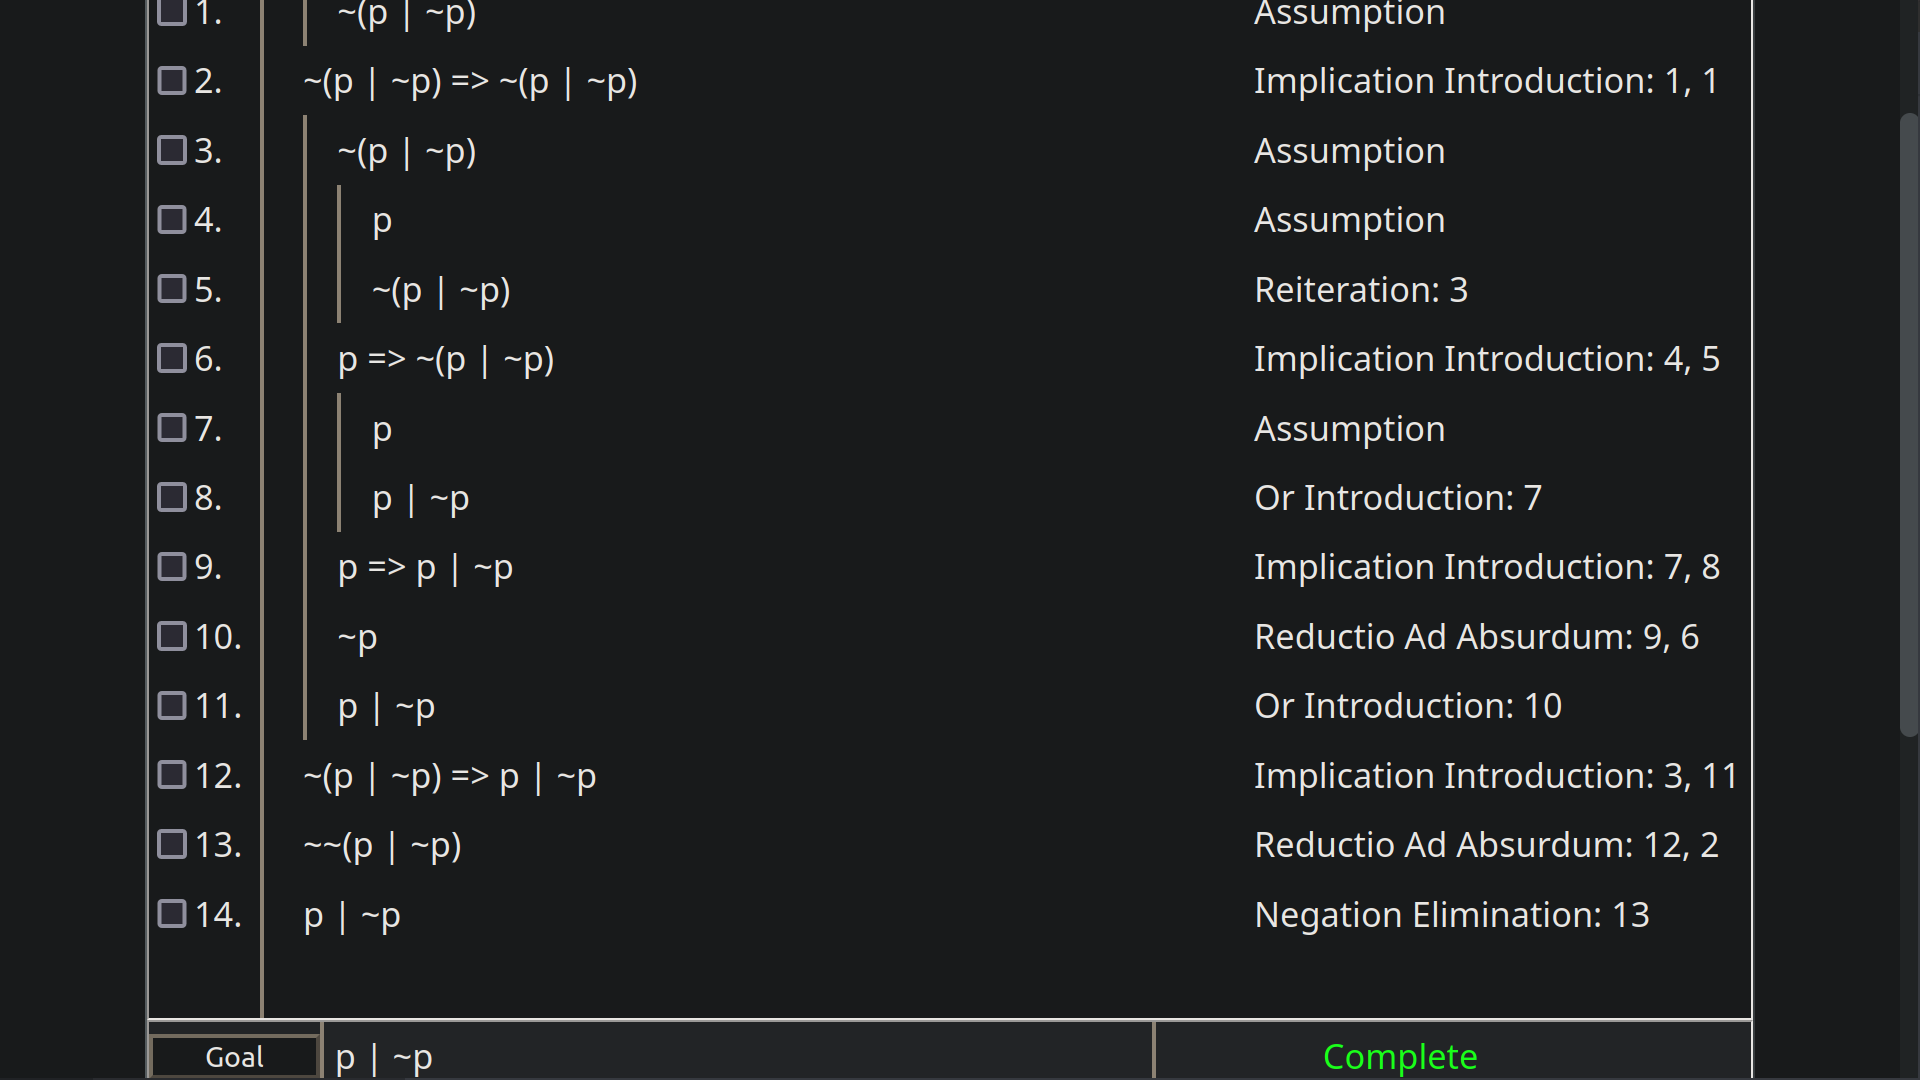 1. ~(p | ~p) Assumption
2. ~(p | ~p) => ~(p | ~p) Implication Introduction: 1, 1
3. ~(p | ~p) Assumption
4. p Assumption
5. ~(p | ~p) Reiteration: 3
6. p => ~(p | ~p) Implication Introduction: 4, 5
7. p Assumption
8. p | ~p Or Introduction: 7
9. p => p | ~p Implication Introduction: 7, 8
10. ~p Reductio Ad Absurdum: 9, 6
11. p | ~p Or Introduction: 10
12. ~(p | ~p) => p | ~p Implication Introduction: 3, 11
13. ~~(p | ~p) Reductio Ad Absurdum: 12, 2
14. p | ~p Negation Elimination: 13
Goal p | ~p Complete